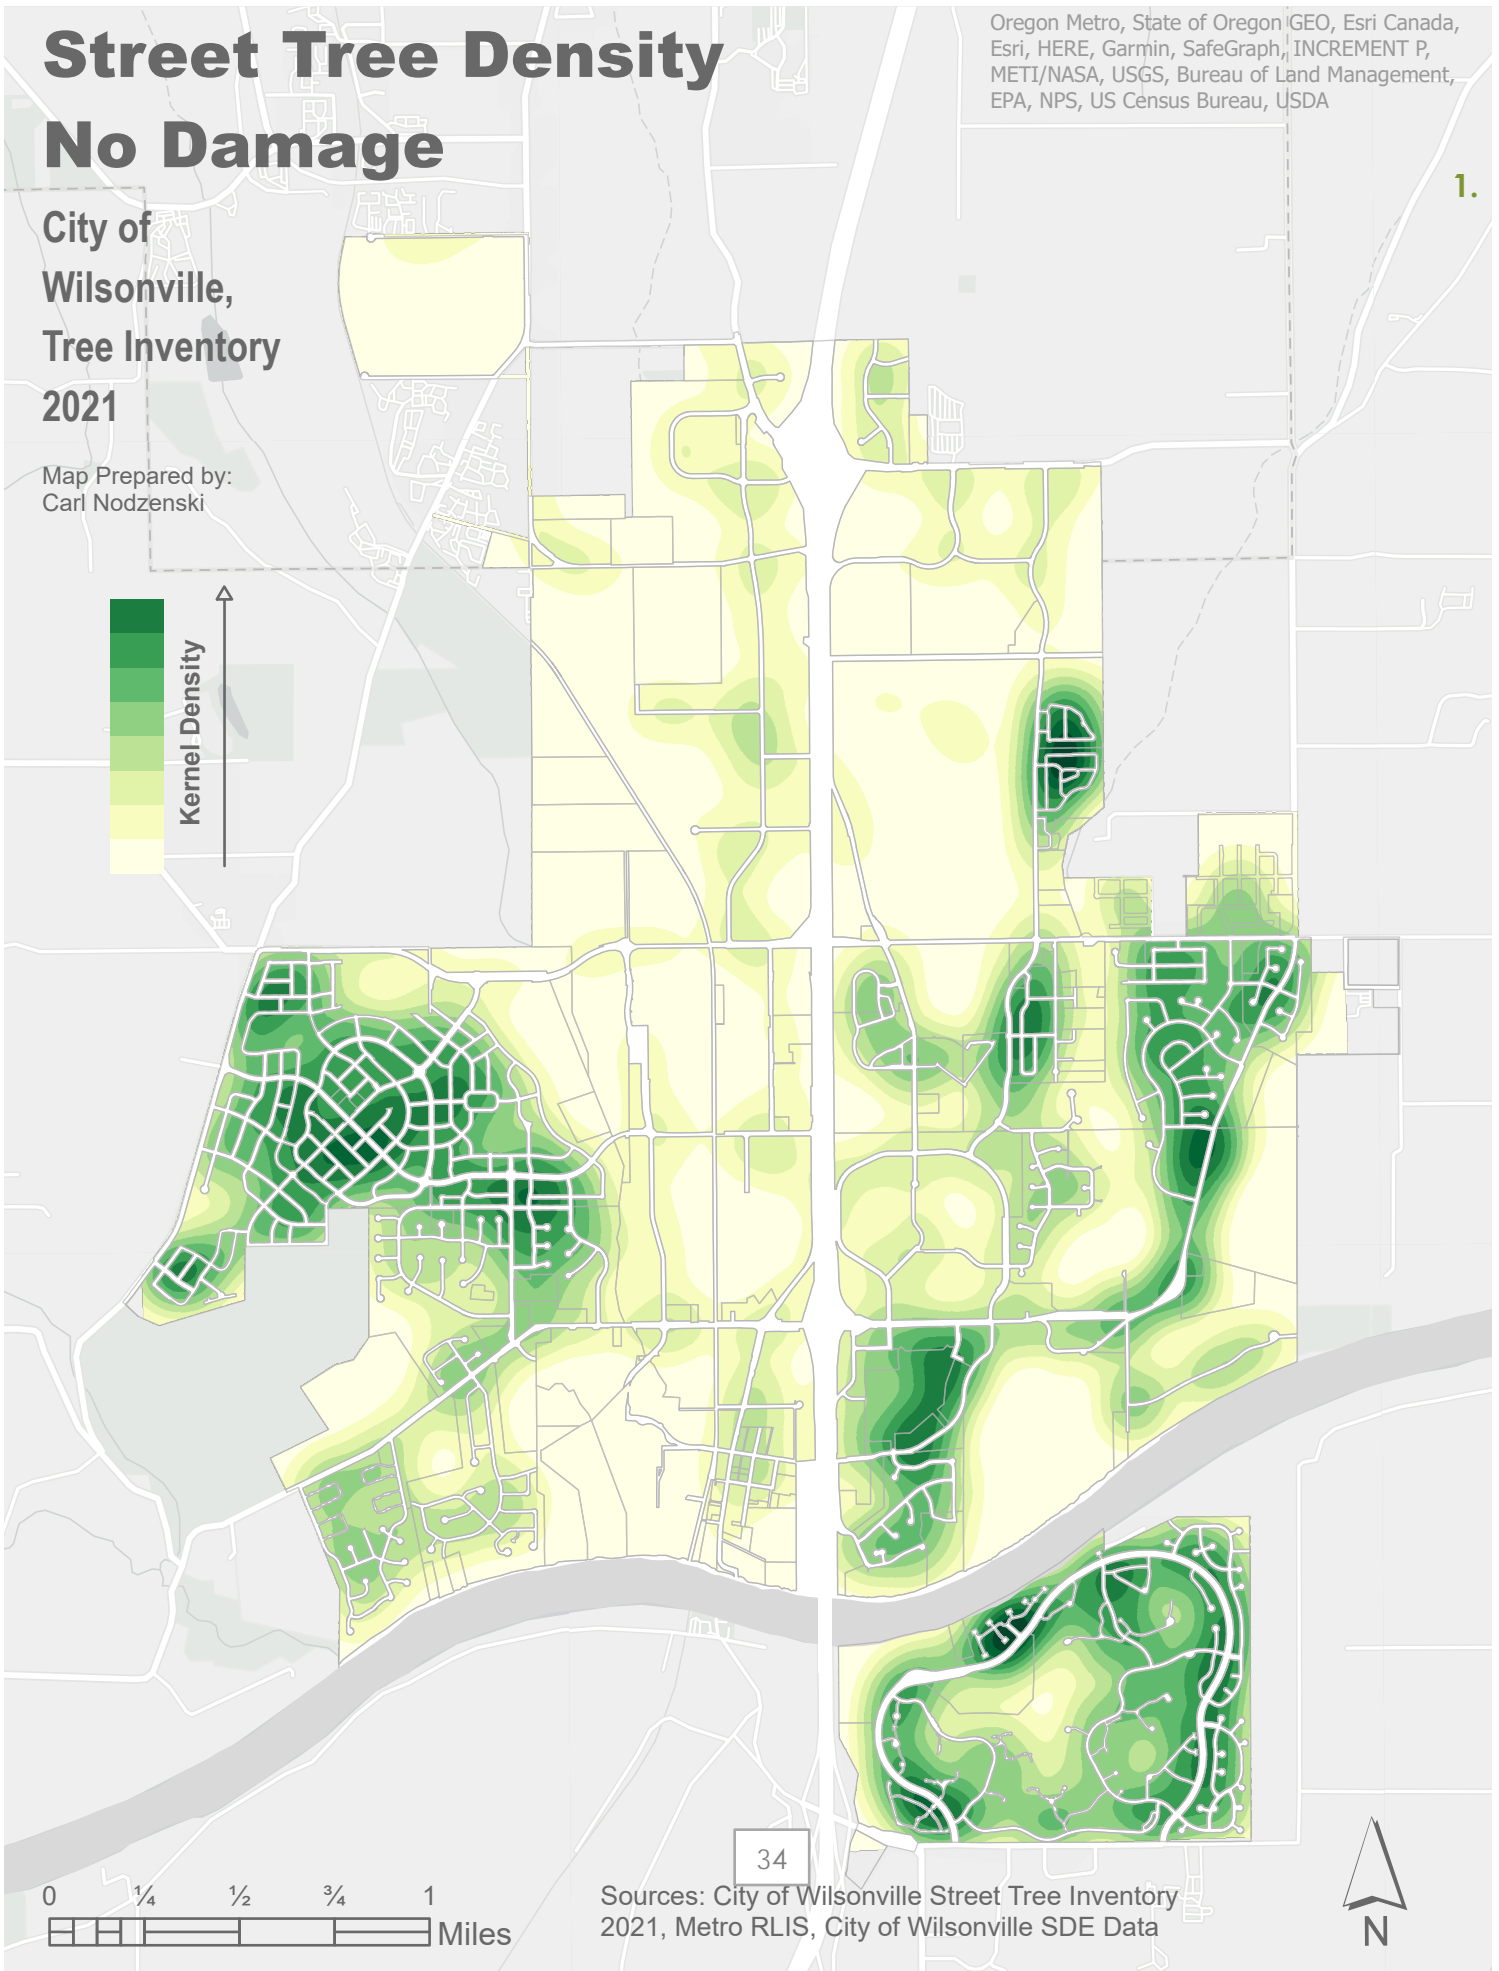 Street Tree Density
No Damage
City of
Wilsonville,
Tree Inventory
2021
Map Prepared by:
Carl Nodzenski
Oregon Metro, State of Oregon GEO, Esri Canada,
Esri, HERE, Garmin, SafeGraph, INCREMENT P,
METI/NASA, USGS, Bureau of Land Management,
EPA, NPS, US Census Bureau, USDA
1.
Kernel Density
34
0 ¼ ½ ¾ 1
Miles
Sources: City of Wilsonville Street Tree Inventory
2021, Metro RLIS, City of Wilsonville SDE Data
N